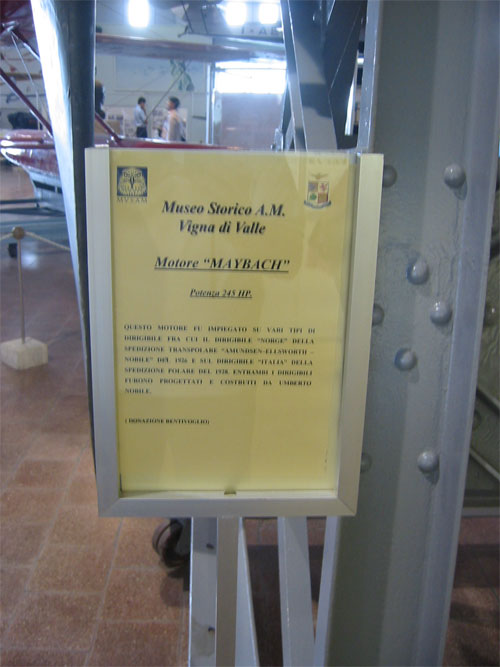 I-A
MVSAM
Museo Storico A.M.
Vigna di Valle
Motore "MAYBACH"
Potenza 245 HP.
QUESTO MOTORE FU IMPIEGATO SU VARI TIPI DI
DIRIGIBILE FRA CUI IL DIRIGIBILE "NORGE" DELLA
SPEDIZIONE TRANSPOLARE "AMUNDSEN-ELLSWORTH –
NOBILE" DEL 1926 E SUL DIRIGIBILE "ITALIA" DELLA
SPEDIZIONE POLARE DEL 1928. ENTRAMBI I DIRIGIBILI
FURONO PROGETTATI E COSTRUITI DA UMBERTO
NOBILE.
( DONAZIONE BENTIVOGLIO)